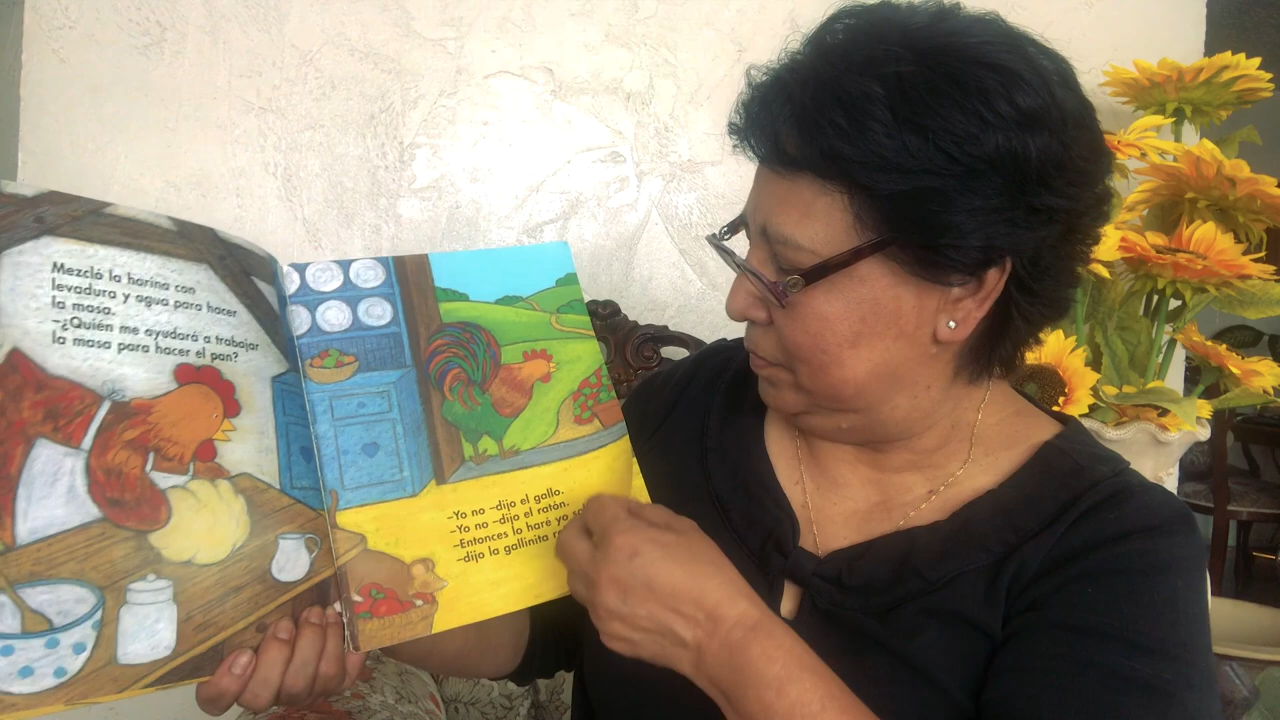 Mezcló la harina con
levadura y agua para hacer
la masa.
–¿Quién me ayudará a trabajar
la masa para hacer el pan?
–Yo no –dijo el gallo.
–Yo no –dijo el ratón.
–Entonces lo haré yo
–dijo la gallinita